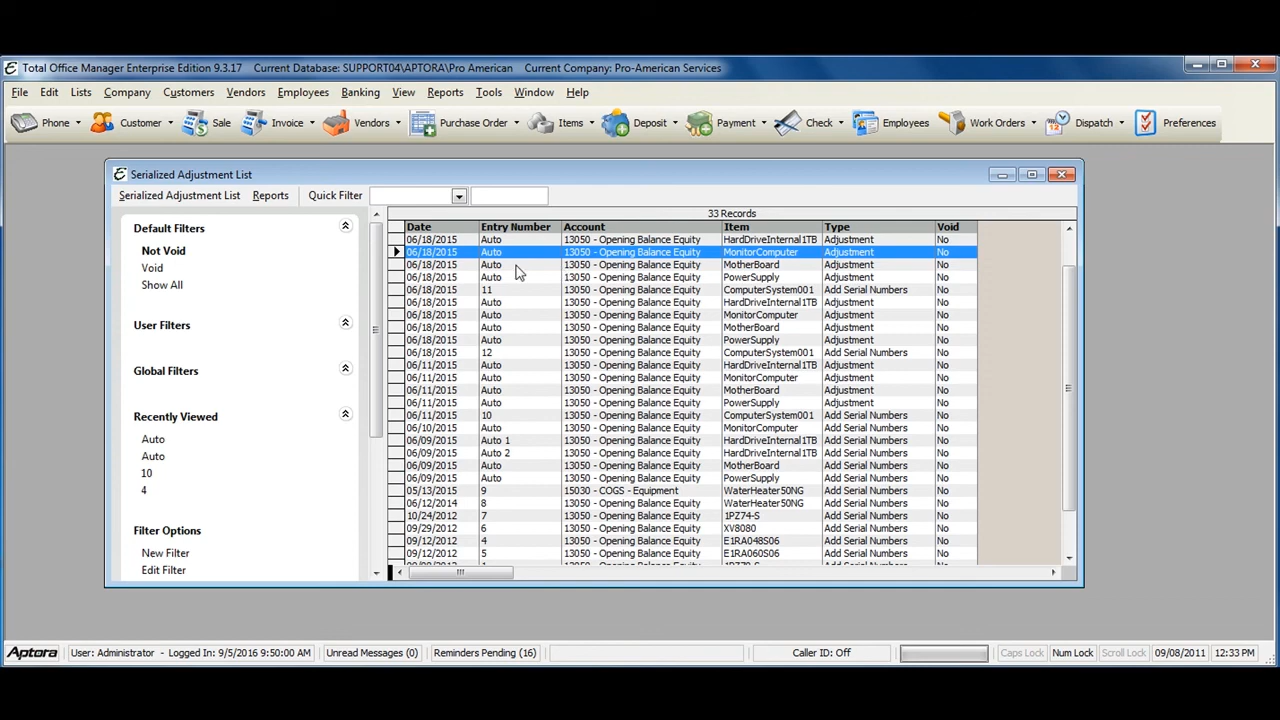 Total Office Manager Enterprise Edition 9.3.17 Current Database: SUPPORT04\APTORA\Pro American Current Company: Pro-American Services
File Edit Lists Company Customers Vendors Employees Banking View Reports Tools Window Help
Phone Customer Sale Invoice Vendors Purchase Order Items Deposit Payment Check Employees Work Orders Dispatch Preferences
Serialized Adjustment List
Serialized Adjustment List Reports Quick Filter
Default Filters
Not Void
Void
Show All
User Filters
Global Filters
Recently Viewed
Auto
Auto
10
4
Filter Options
New Filter
Edit Filter
33 Records
Date Entry Number Account Item Type Void
06/18/2015 Auto 13050 - Opening Balance Equity HardDriveInternal1TB Adjustment No
06/18/2015 Auto 13050 - Opening Balance Equity MonitorComputer Adjustment No
06/18/2015 Auto 13050 - Opening Balance Equity MotherBoard Adjustment No
06/18/2015 Auto 13050 - Opening Balance Equity PowerSupply Adjustment No
06/18/2015 11 13050 - Opening Balance Equity ComputerSystem001 Add Serial Numbers No
06/18/2015 Auto 13050 - Opening Balance Equity HardDriveInternal1TB Adjustment No
06/18/2015 Auto 13050 - Opening Balance Equity MonitorComputer Adjustment No
06/18/2015 Auto 13050 - Opening Balance Equity MotherBoard Adjustment No
06/18/2015 Auto 13050 - Opening Balance Equity PowerSupply Adjustment No
06/18/2015 12 13050 - Opening Balance Equity ComputerSystem001 Add Serial Numbers No
06/11/2015 Auto 13050 - Opening Balance Equity HardDriveInternal1TB Adjustment No
06/11/2015 Auto 13050 - Opening Balance Equity MonitorComputer Adjustment No
06/11/2015 Auto 13050 - Opening Balance Equity MotherBoard Adjustment No
06/11/2015 Auto 13050 - Opening Balance Equity PowerSupply Adjustment No
06/11/2015 10 13050 - Opening Balance Equity ComputerSystem001 Add Serial Numbers No
06/10/2015 Auto 13050 - Opening Balance Equity MonitorComputer Add Serial Numbers No
06/09/2015 Auto 1 13050 - Opening Balance Equity HardDriveInternal1TB Add Serial Numbers No
06/09/2015 Auto 2 13050 - Opening Balance Equity HardDriveInternal1TB Add Serial Numbers No
06/09/2015 Auto 13050 - Opening Balance Equity MotherBoard Add Serial Numbers No
06/09/2015 Auto 13050 - Opening Balance Equity PowerSupply Add Serial Numbers No
05/13/2015 9 15030 - COGS - Equipment WaterHeater50NG Add Serial Numbers No
06/12/2014 8 13050 - Opening Balance Equity WaterHeater50NG Add Serial Numbers No
10/24/2012 7 13050 - Opening Balance Equity 1PZ74-S Add Serial Numbers No
09/29/2012 6 13050 - Opening Balance Equity XV8080 Add Serial Numbers No
09/12/2012 4 13050 - Opening Balance Equity E1RA048S06 Add Serial Numbers No
09/12/2012 5 13050 - Opening Balance Equity E1RA060S06 Add Serial Numbers No
Aptora User: Administrator - Logged In: 9/5/2016 9:50:00 AM Unread Messages (0) Reminders Pending (16) Caller ID: Off Caps Lock Num Lock Scroll Lock 09/08/2011 12:33 PM